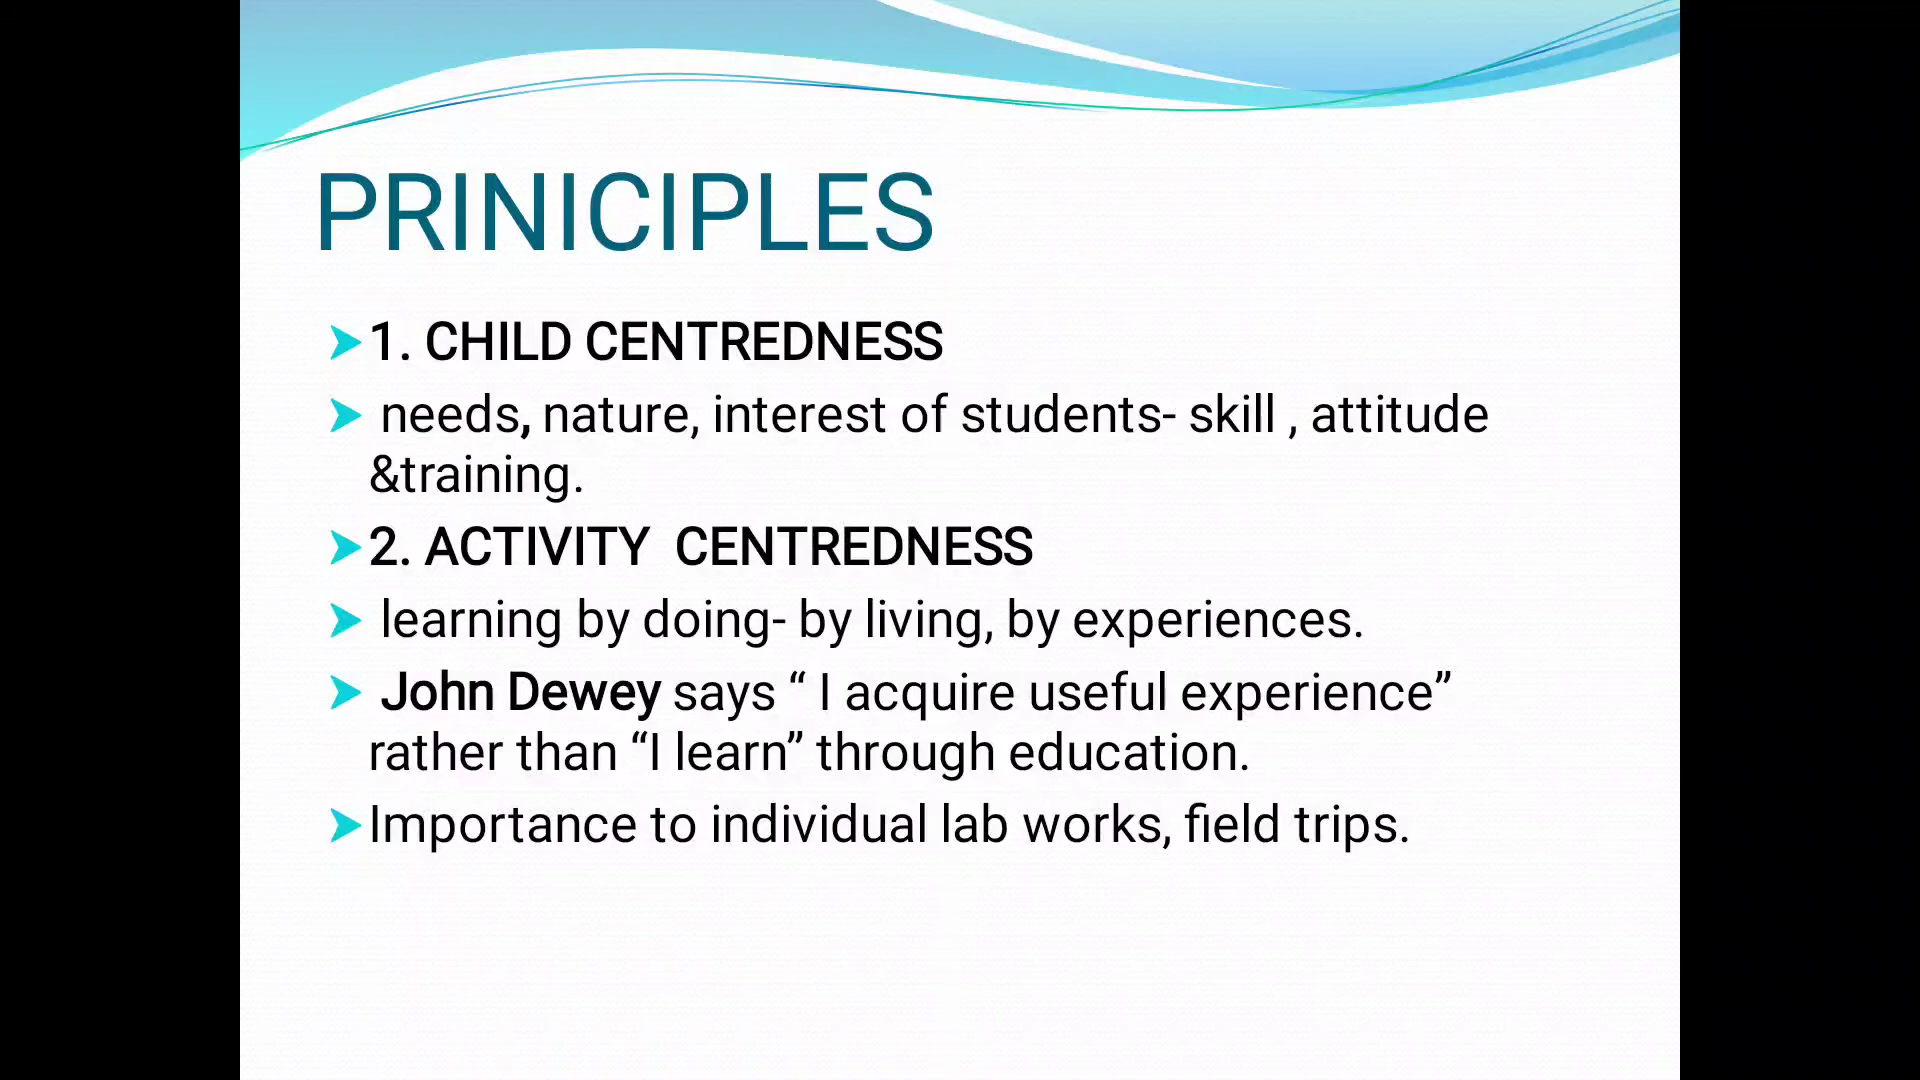 PRINICIPLES
1. CHILD CENTREDNESS
needs, nature, interest of students- skill , attitude
&training.
2. ACTIVITY  CENTREDNESS
learning by doing- by living, by experiences.
John Dewey says “ I acquire useful experience”
rather than “I learn” through education.
Importance to individual lab works, field trips.